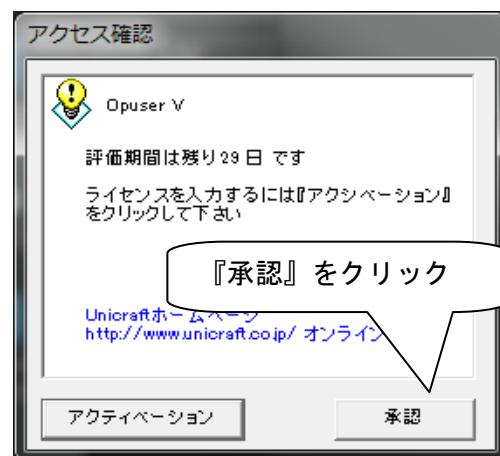 アクセス確認
Opuser V
評価期間は残り29日 です
ライセンスを入力するには『アクシベーション』
をクリックして下さい
『承認』をクリック
Unicraftホームページ
http://www.unicraft.co.jp/ オンライン
アクティベーション
承認